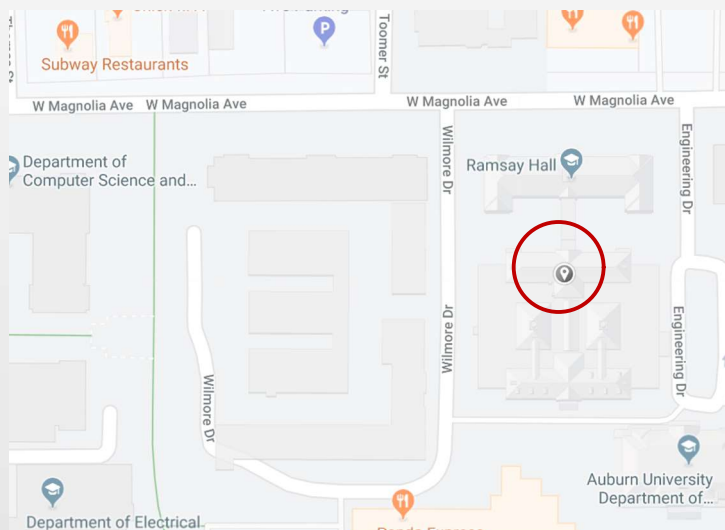 P
Subway Restaurants
Toomer St
W Magnolia Ave
W Magnolia Ave
W Magnolia Ave
W Magnolia Ave
Department of
Computer Science and...
Wilmore Dr
Ramsay Hall
Engineering Dr
Wilmore Dr
Engineering Dr
Wilmore Dr
Auburn University
Department of...
Department of Electrical